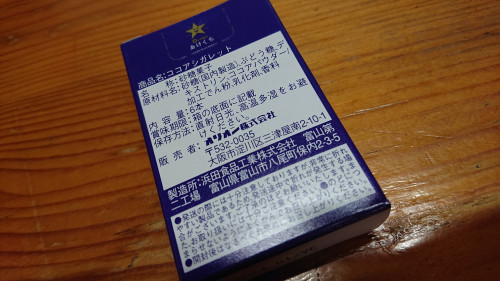 あけくち
商品名:ココアシガレット
名　称:砂糖菓子
原材料名:砂糖(国内製造)、ぶどう糖、デ
キストリン、ココアパウダー/
加工でん粉、乳化剤、香料
内容量:6本
賞味期限:箱の底面に記載
保存方法:直射日光、高温多湿をお避
けください。
販売者:オリオン株式会社
〒532-0035
大阪市淀川区三津屋南2-10-1
製造所:浜田食品工業株式会社 富山第
二工場 富山県富山市八尾町保内2-3-5